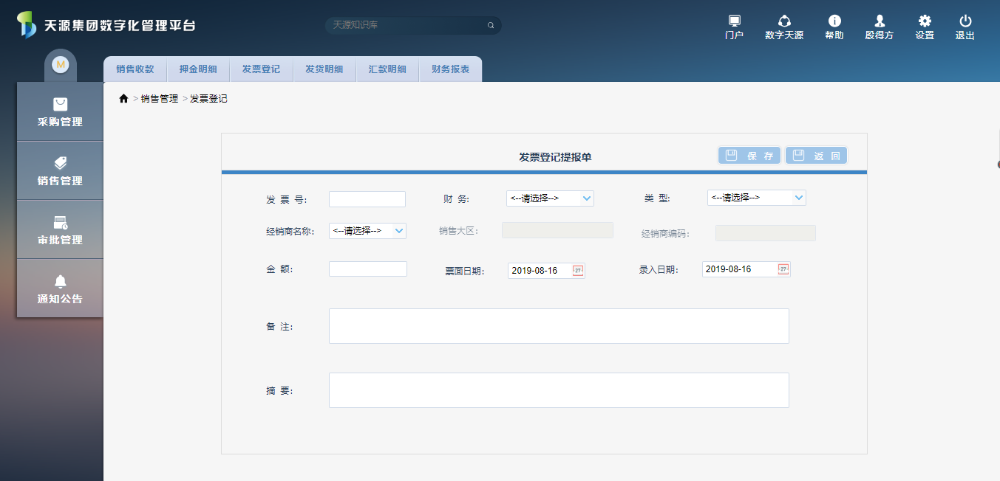 天源集团数字化管理平台
天源知识库
门户 数字天源 帮助 殷得方 设置 退出
M
销售收款 押金明细 发票登记 发货明细 汇款明细 财务报表
> 销售管理 > 发票登记
采购管理
销售管理
审批管理
通知公告
发票登记提报单
保 存 返 回
发 票 号: 财 务: <--请选择--> 类 型: <--请选择-->
经销商名称: <--请选择--> 销售大区: 经销商编码:
金 额: 票面日期: 2019-08-16 27 录入日期: 2019-08-16 27
备 注:
摘 要: